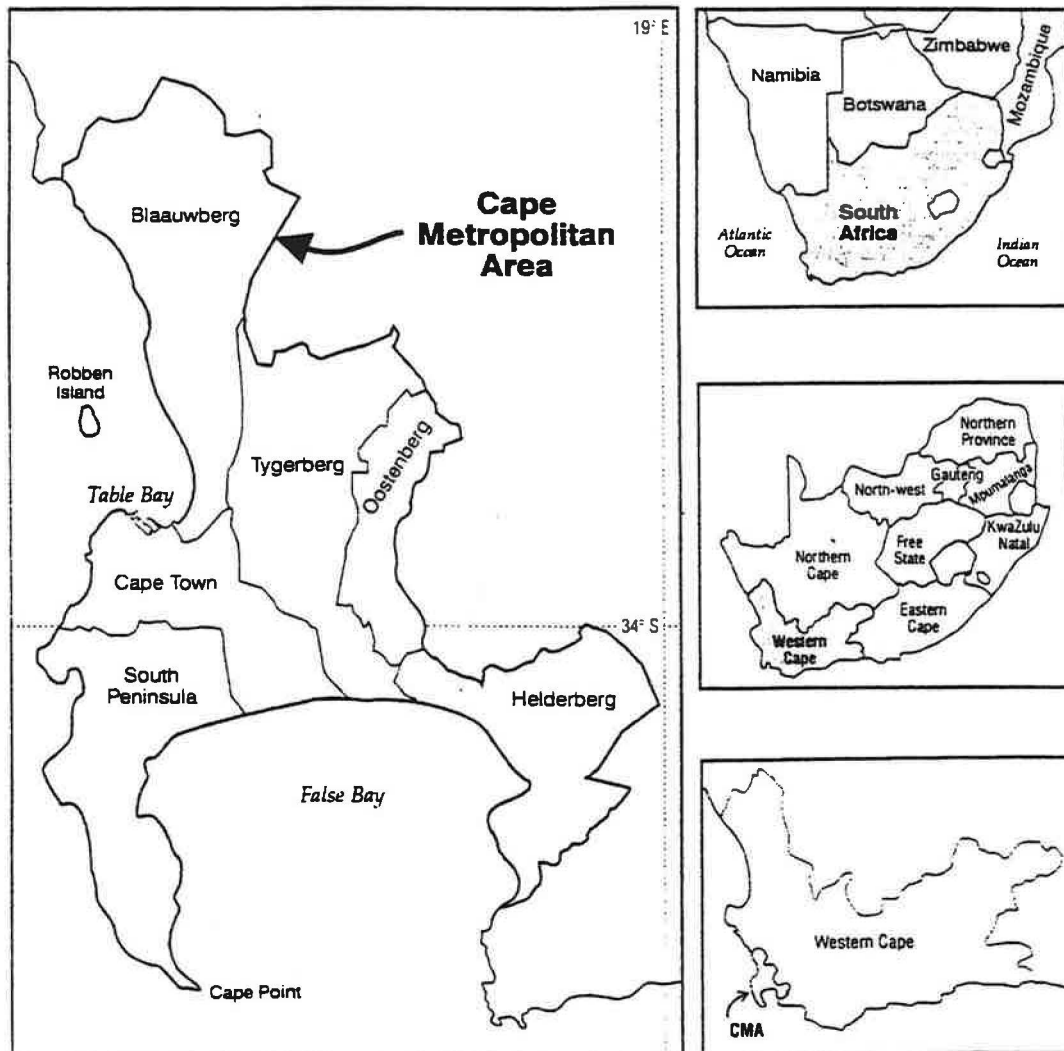 19° E
Blaauwberg
Cape
Metropolitan
Area
Robben
Island
Tygerberg
Oostenberg
Table Bay
Cape Town
34° S
South
Peninsula
Helderberg
False Bay
Cape Point
Zimbabwe
Namibia
Mozambique
Botswana
South
Africa
Atlantic
Ocean
Indian
Ocean
Northern
Province
Gauteng
Mpumalanga
North-west
KwaZulu
Natal
Free
State
Northern
Cape
Eastern
Cape
Western
Cape
Western Cape
CMA